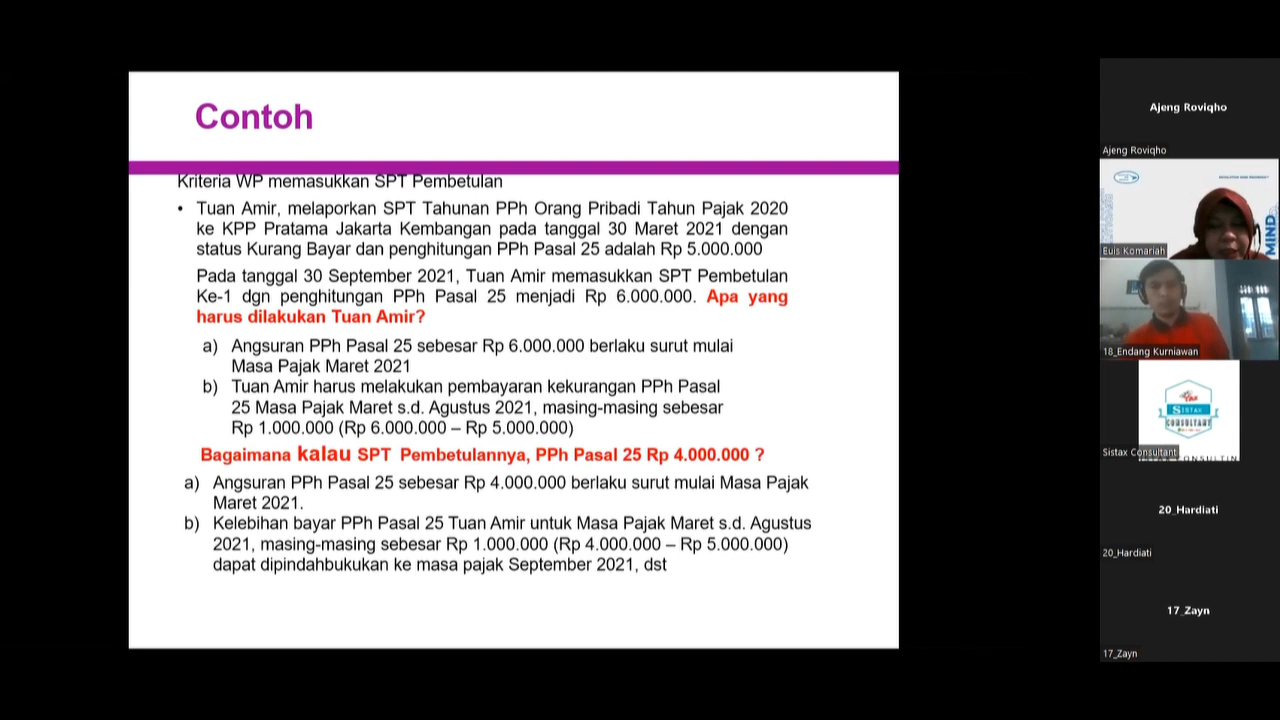 Contoh
Kriteria WP memasukkan SPT Pembetulan
• Tuan Amir, melaporkan SPT Tahunan PPh Orang Pribadi Tahun Pajak 2020
ke KPP Pratama Jakarta Kembangan pada tanggal 30 Maret 2021 dengan
status Kurang Bayar dan penghitungan PPh Pasal 25 adalah Rp 5.000.000
Pada tanggal 30 September 2021, Tuan Amir memasukkan SPT Pembetulan
Ke-1 dgn penghitungan PPh Pasal 25 menjadi Rp 6.000.000. Apa yang
harus dilakukan Tuan Amir?
a) Angsuran PPh Pasal 25 sebesar Rp 6.000.000 berlaku surut mulai
Masa Pajak Maret 2021
b) Tuan Amir harus melakukan pembayaran kekurangan PPh Pasal
25 Masa Pajak Maret s.d. Agustus 2021, masing-masing sebesar
Rp 1.000.000 (Rp 6.000.000 – Rp 5.000.000)
Bagaimana kalau SPT Pembetulannya, PPh Pasal 25 Rp 4.000.000 ?
a) Angsuran PPh Pasal 25 sebesar Rp 4.000.000 berlaku surut mulai Masa Pajak
Maret 2021.
b) Kelebihan bayar PPh Pasal 25 Tuan Amir untuk Masa Pajak Maret s.d. Agustus
2021, masing-masing sebesar Rp 1.000.000 (Rp 4.000.000 – Rp 5.000.000)
dapat dipindahbukukan ke masa pajak September 2021, dst
Ajeng Roviqho
Ajeng Roviqho
MIND
Euis Komariah
18_Endang Kurniawan
SISTAX
CONSULTANT
Sistax Consultant
20_Hardiati
20_Hardiati
17_Zayn
17_Zayn